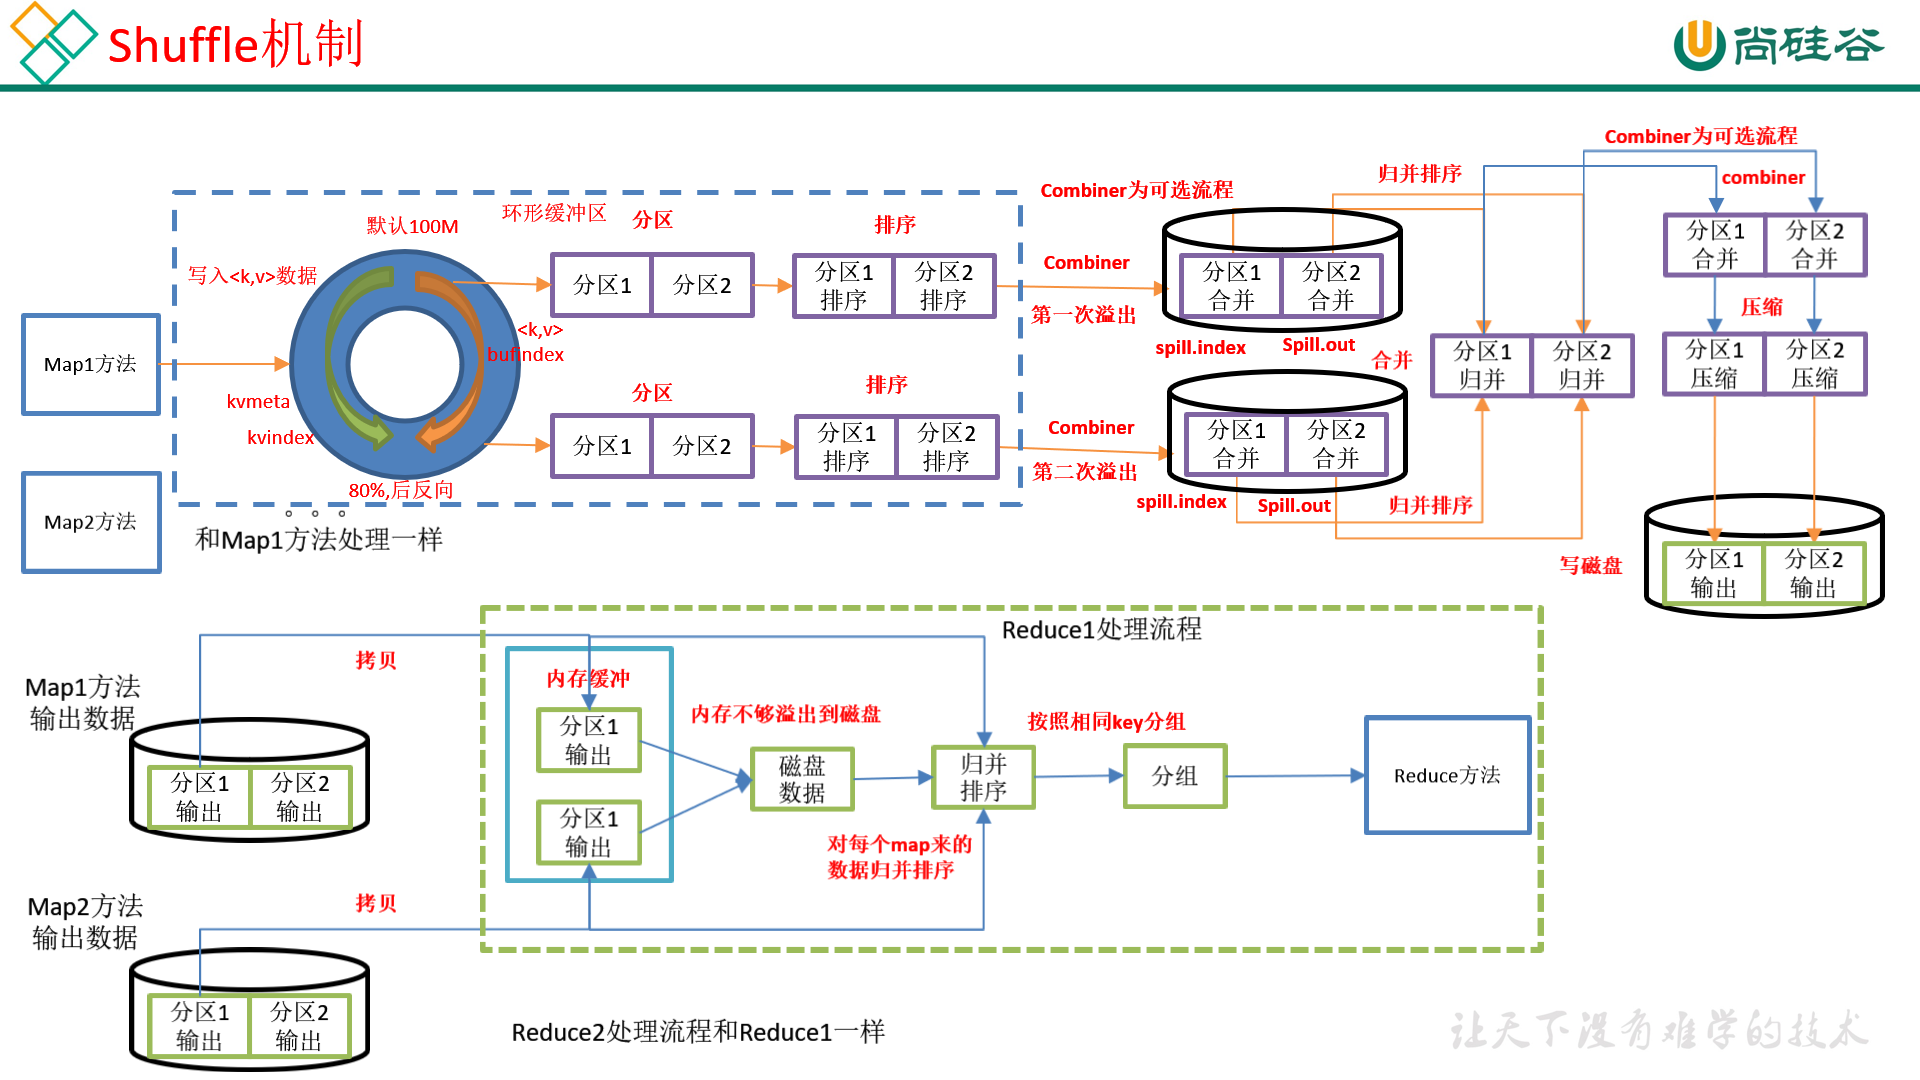 Shuffle机制
尚硅谷
Combiner为可选流程
combiner
分区1
合并
分区2
合并
压缩
分区1
压缩
分区2
压缩
默认100M
环形缓冲区
写入<k,v>数据
<k,v>
bufindex
kvmeta
kvindex
80%,后反向
Map1方法
Map2方法
。。。
和Map1方法处理一样
分区
分区1
分区2
排序
分区1
排序
分区2
排序
分区
分区1
分区2
排序
分区1
排序
分区2
排序
Combiner为可选流程
Combiner
第一次溢出
分区1
合并
分区2
合并
spill.index
Spill.out
归并排序
Combiner
第二次溢出
分区1
合并
分区2
合并
spill.index
Spill.out
归并排序
合并
分区1
归并
分区2
归并
写磁盘
分区1
输出
分区2
输出
Reduce1处理流程
Map1方法
输出数据
分区1
输出
分区2
输出
拷贝
Map2方法
输出数据
分区1
输出
分区2
输出
拷贝
内存缓冲
分区1
输出
分区1
输出
内存不够溢出到磁盘
磁盘
数据
归并
排序
对每个map来的
数据归并排序
按照相同key分组
分组
Reduce方法
Reduce2处理流程和Reduce1一样
让天下没有难学的技术